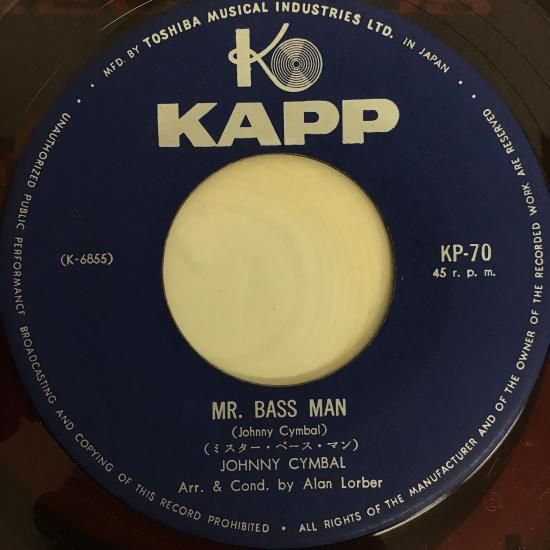 MFD. BY TOSHIBA MUSICAL INDUSTRIES LTD. IN JAPAN
K
KAPP
(K-6855)
KP-70
45 r. p. m.
MR. BASS MAN
(Johnny Cymbal)
(ミスター・ベース・マン)
JOHNNY CYMBAL
Arr. & Cond. by Alan Lorber
UNAUTHORIZED PUBLIC PERFORMANCE BROADCASTING AND COPYING OF THIS RECORD PROHIBITED • ALL RIGHTS OF THE MANUFACTURER AND OF THE OWNER OF THE RECORDED WORK ARE RESERVED